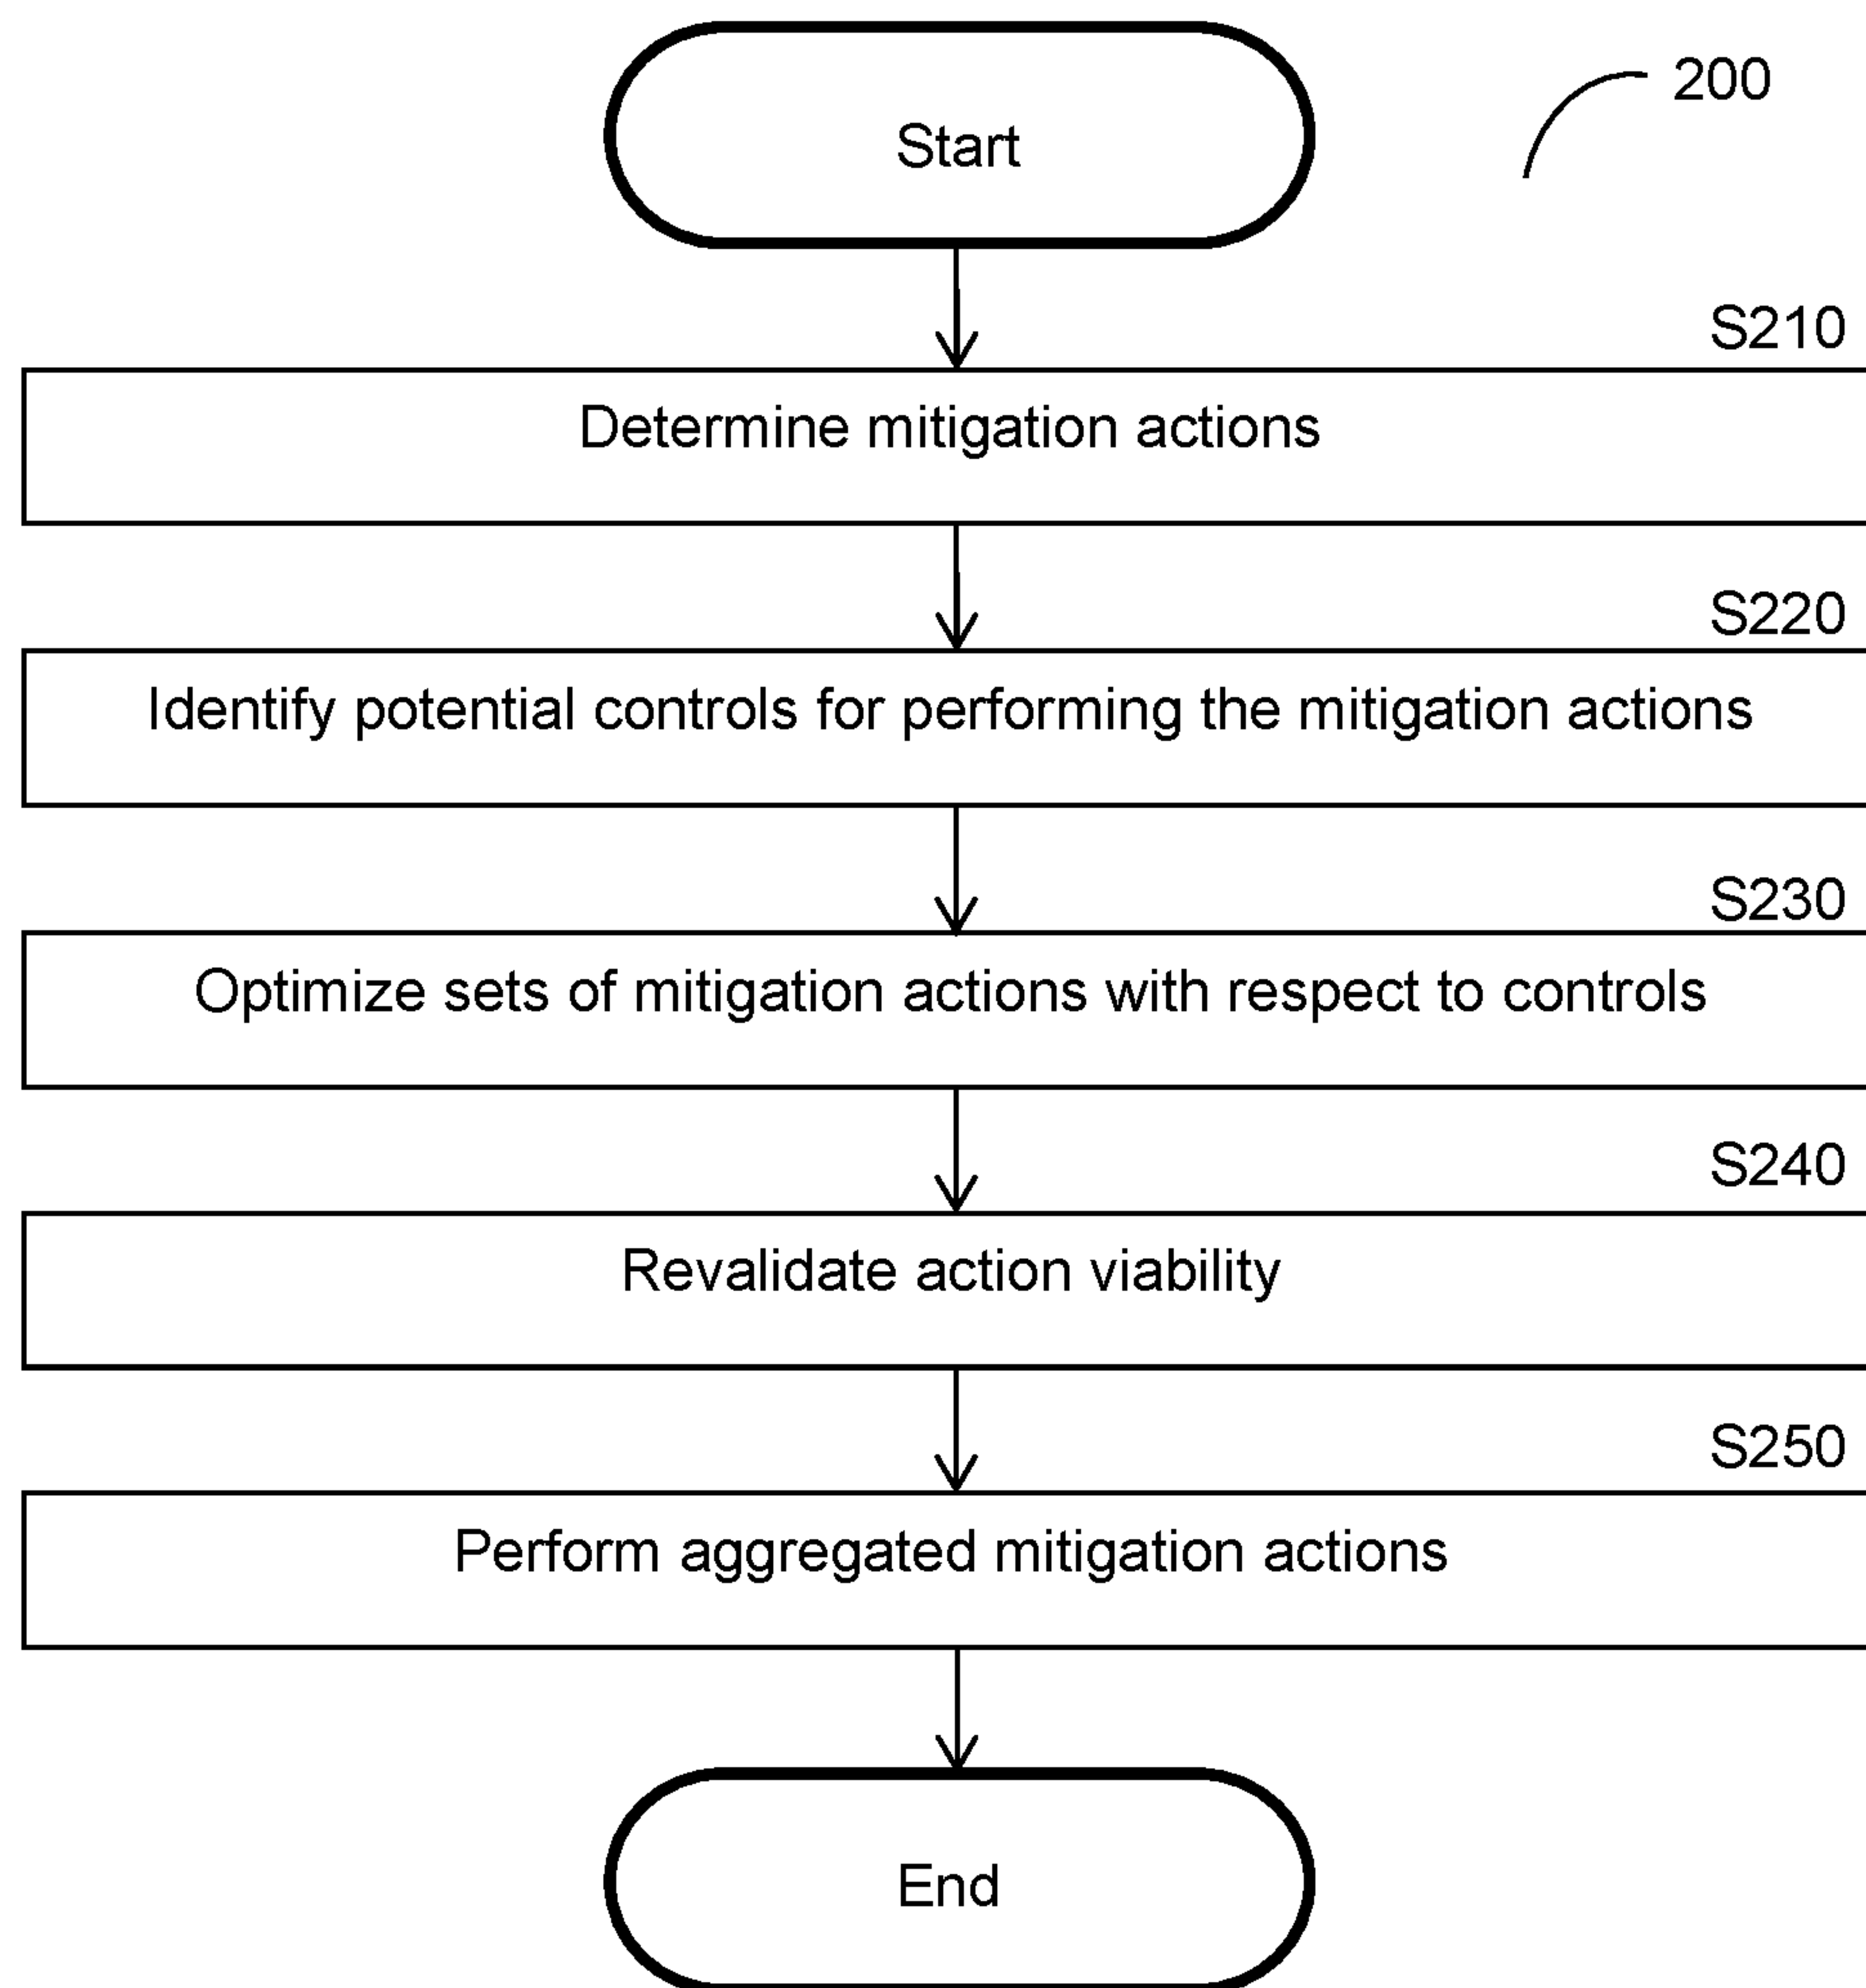 Start
200
S210
Determine mitigation actions
S220
Identify potential controls for performing the mitigation actions
S230
Optimize sets of mitigation actions with respect to controls
S240
Revalidate action viability
S250
Perform aggregated mitigation actions
End